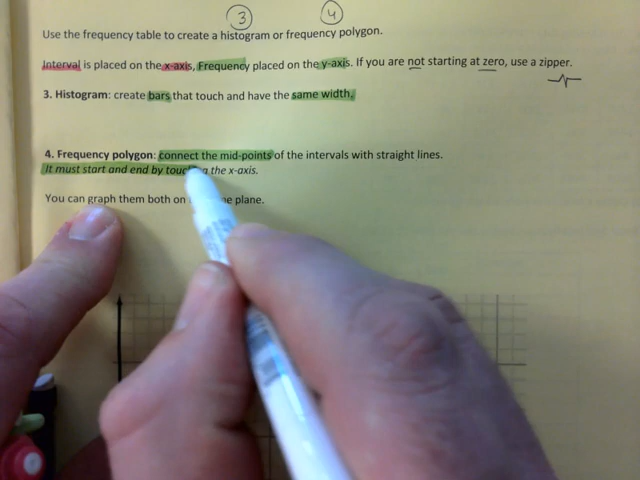 3 4
Use the frequency table to create a histogram or frequency polygon.
Interval is placed on the x-axis, Frequency placed on the y-axis. If you are not starting at zero, use a zipper.
3. Histogram: create bars that touch and have the same width.
4. Frequency polygon: connect the mid-points of the intervals with straight lines.
It must start and end by the x-axis.
You can graph them both on plane.